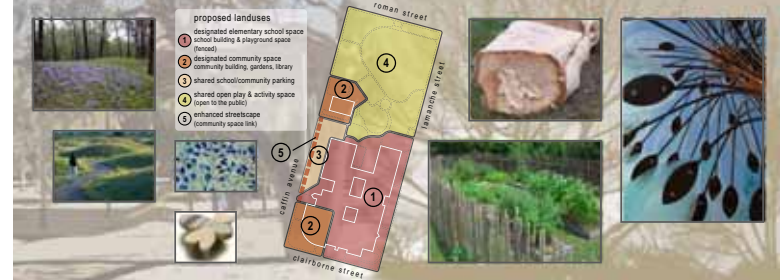 proposed landuses
1 designated elementary school space
school building & playground space
(fenced)
2 designated community space
community building, gardens, library
3 shared school/community parking
4 shared open play & activity space
(open to the public)
5 enhanced streetscape
(community space link)
roman street
lamanche street
caffin avenue
clairborne street
4
2
5
3
1
2